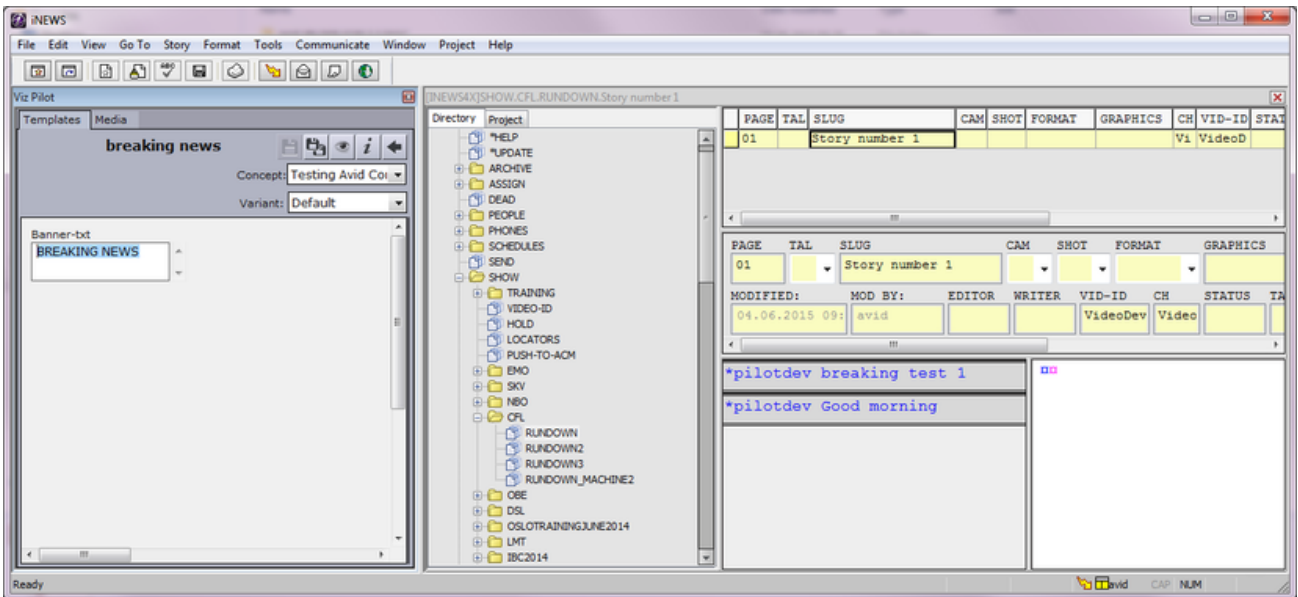 iNEWS
File Edit View Go To Story Format Tools Communicate Window Project Help
Viz Pilot
Templates Media
breaking news
Concept: Testing Avid Co
Variant: Default
Banner-txt
BREAKING NEWS
[INEWS4X]SHOW.CFL.RUNDOWN.Story number 1
Directory Project
*HELP
*UPDATE
ARCHIVE
ASSIGN
DEAD
PEOPLE
PHONES
SCHEDULES
SEND
SHOW
TRAINING
VIDEO-ID
HOLD
LOCATORS
PUSH-TO-ACM
EMO
SKV
NBO
CFL
RUNDOWN
RUNDOWN2
RUNDOWN3
RUNDOWN_MACHINE2
OBE
DSL
OSLOTRAININGJUNE2014
LMT
IBC2014
PAGE TAL SLUG CAM SHOT FORMAT GRAPHICS CH VID-ID STAT
01 Story number 1 Vi VideoD
PAGE TAL SLUG CAM SHOT FORMAT GRAPHICS
01 Story number 1
MODIFIED: MOD BY: EDITOR WRITER VID-ID CH STATUS TA
04.06.2015 09: avid VideoDev Video
*pilotdev breaking test 1
*pilotdev Good morning
Ready
avid CAP NUM